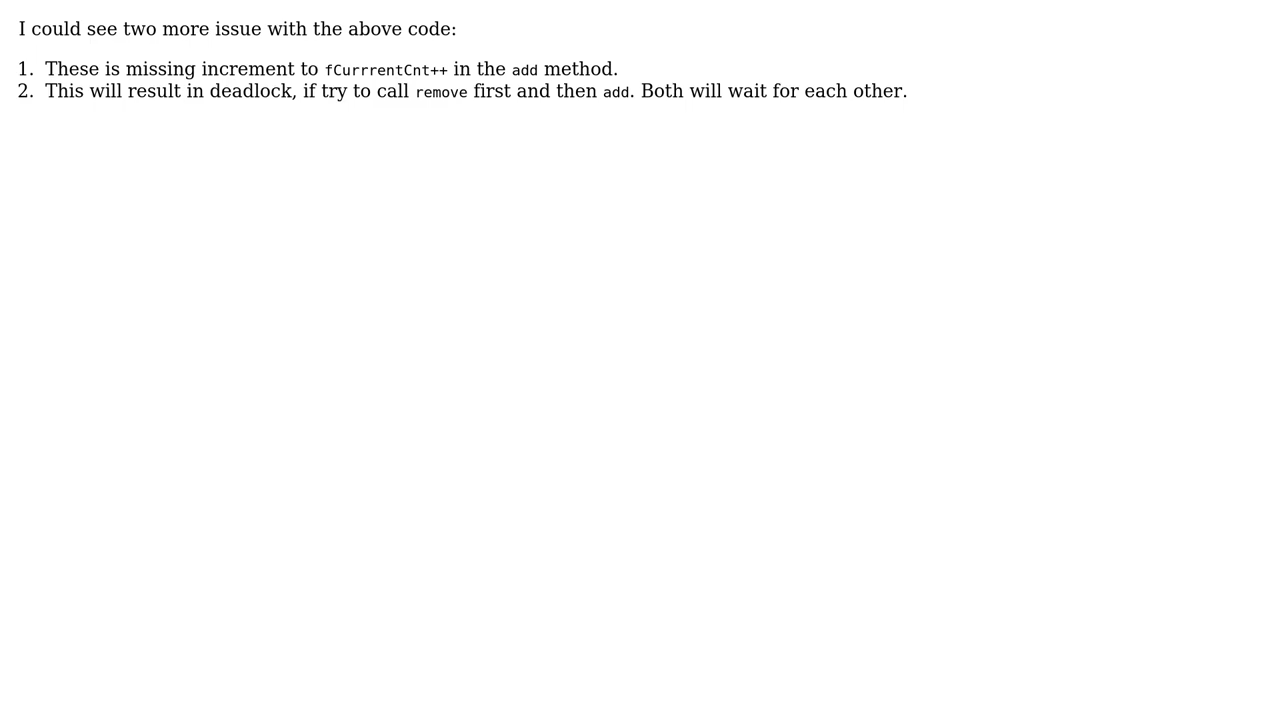 I could see two more issue with the above code:
1. These is missing increment to fCurrrentCnt++ in the add method.
2. This will result in deadlock, if try to call remove first and then add. Both will wait for each other.